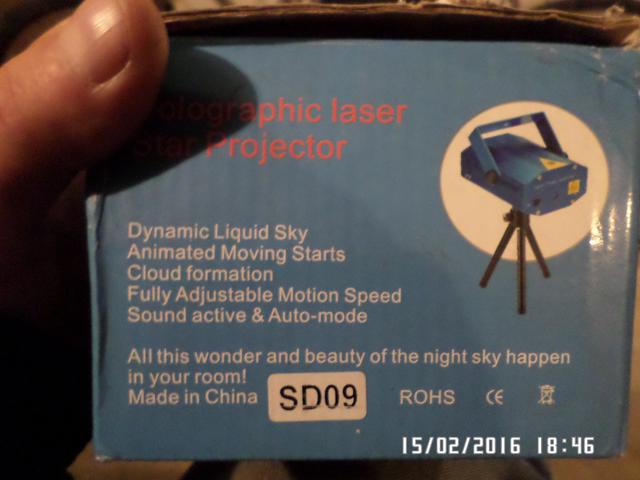 Holographic laser
Star Projector
Dynamic Liquid Sky
Animated Moving Starts
Cloud formation
Fully Adjustable Motion Speed
Sound active & Auto-mode
All this wonder and beauty of the night sky happen
in your room!
Made in China SD09 ROHS CE
15/02/2016 18:46